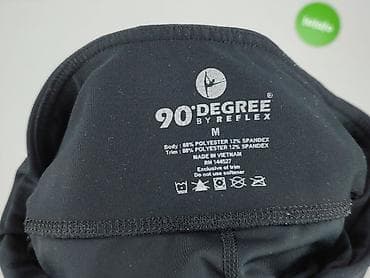 90°DEGREE®
BY REFLEX
M
Body : 88% POLYESTER 12% SPANDEX
Trim : 88% POLYESTER 12% SPANDEX
MADE IN VIETNAM
RN 144527
Exclusive of trim
Do not use softener